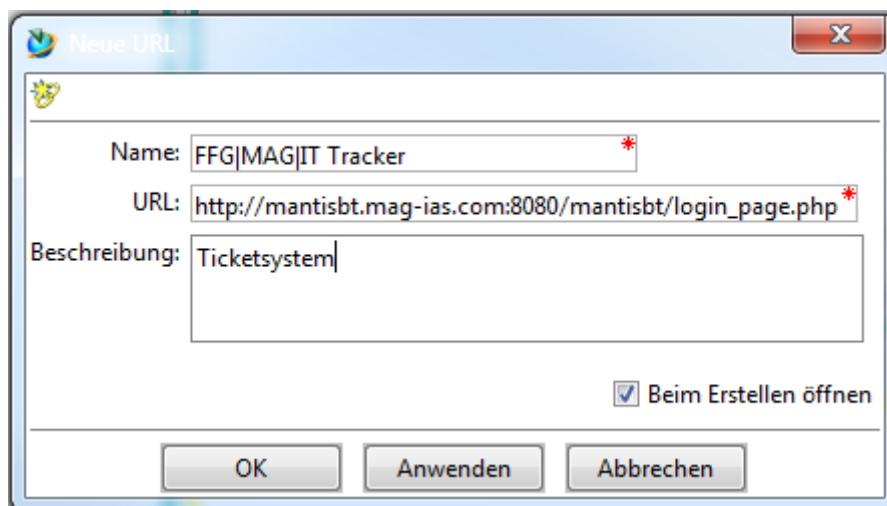 Neue URL
Name: FFG|MAG|IT Tracker *
URL: http://mantisbt.mag-ias.com:8080/mantisbt/login_page.php *
Beschreibung: Ticketsystem
Beim Erstellen öffnen
OK Anwenden Abbrechen